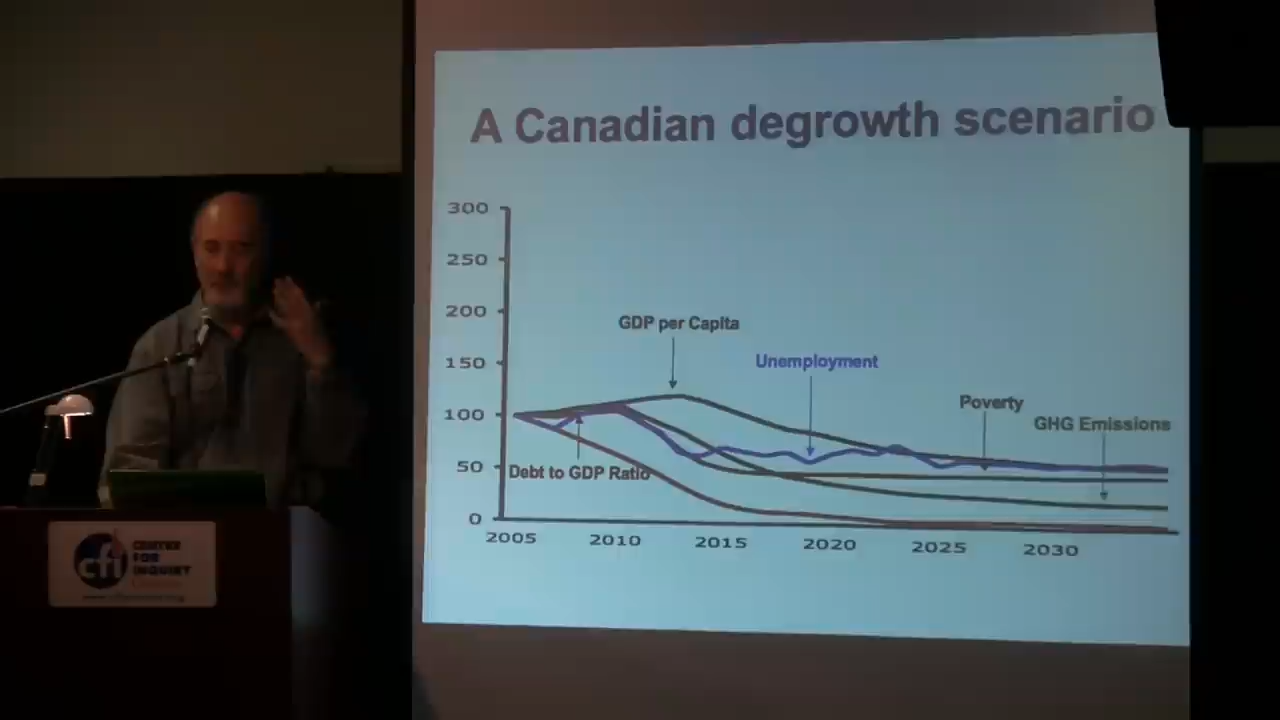 A Canadian degrowth scenario
300
250
200
150
100
50
0
GDP per Capita
Unemployment
Poverty
GHG Emissions
Debt to GDP Ratio
2005 2010 2015 2020 2025 2030
cfi
CENTER
FOR
INQUIRY